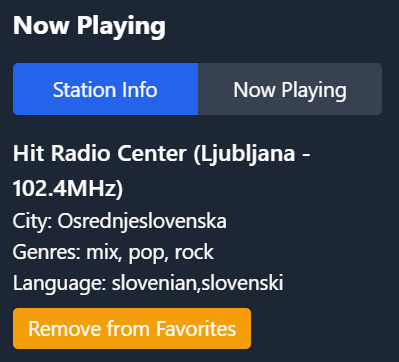 Now Playing
Station Info
Now Playing
Hit Radio Center (Ljubljana -
102.4MHz)
City: Osrednjeslovenska
Genres: mix, pop, rock
Language: slovenian,slovenski
Remove from Favorites